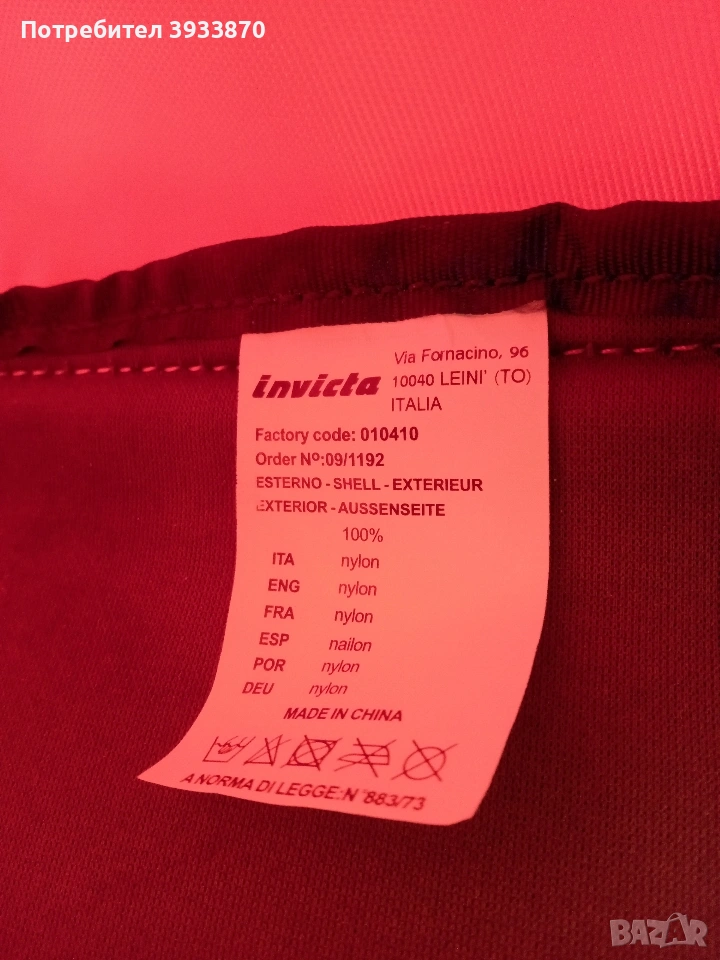 Потребител 3933870
invicta
Via Fornacino, 96
10040 LEINI' (TO)
ITALIA
Factory code: 010410
Order Nº:09/1192
ESTERNO - SHELL - EXTERIEUR
EXTERIOR - AUSSENSEITE
100%
ITA nylon
ENG nylon
FRA nylon
ESP nailon
POR nylon
DEU nylon
MADE IN CHINA
A NORMA DI LEGGE:N°883/73
BAZAR